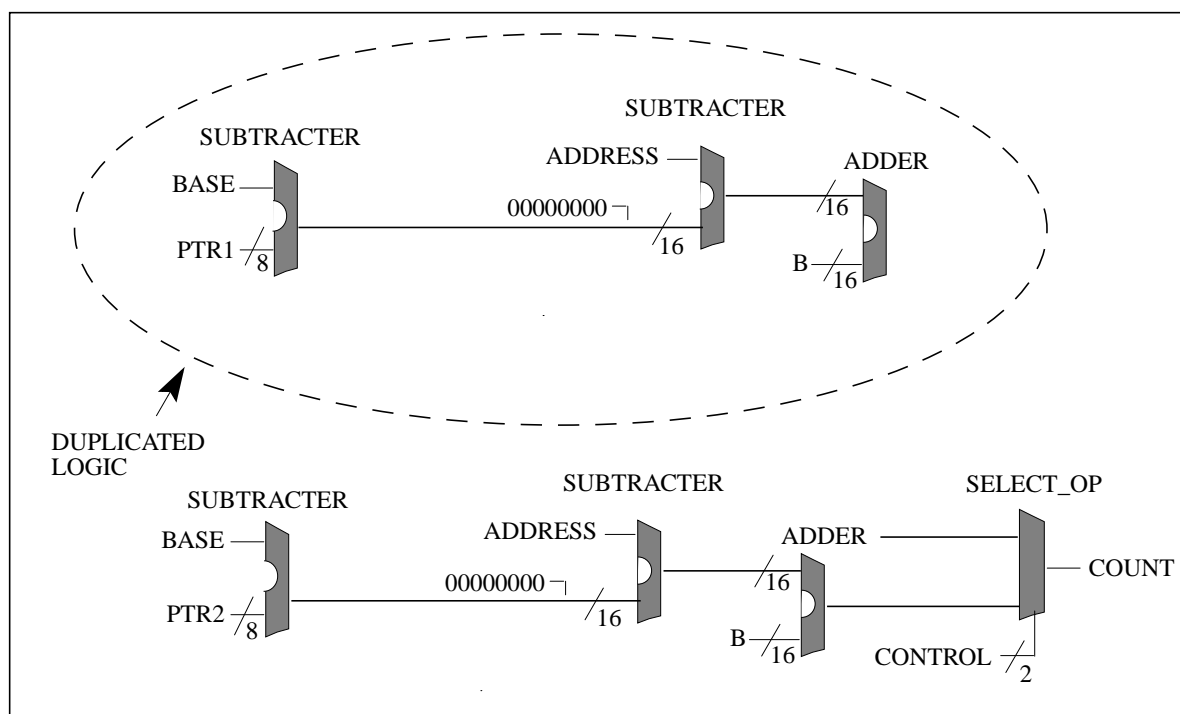 SUBTRACTER
SUBTRACTER
ADDRESS
ADDER
BASE
00000000
16
16
PTR1
8
B
16
DUPLICATED
LOGIC
SUBTRACTER
SUBTRACTER
SELECT_OP
BASE
ADDRESS
ADDER
00000000
16
COUNT
PTR2
8
16
B
16
CONTROL
2